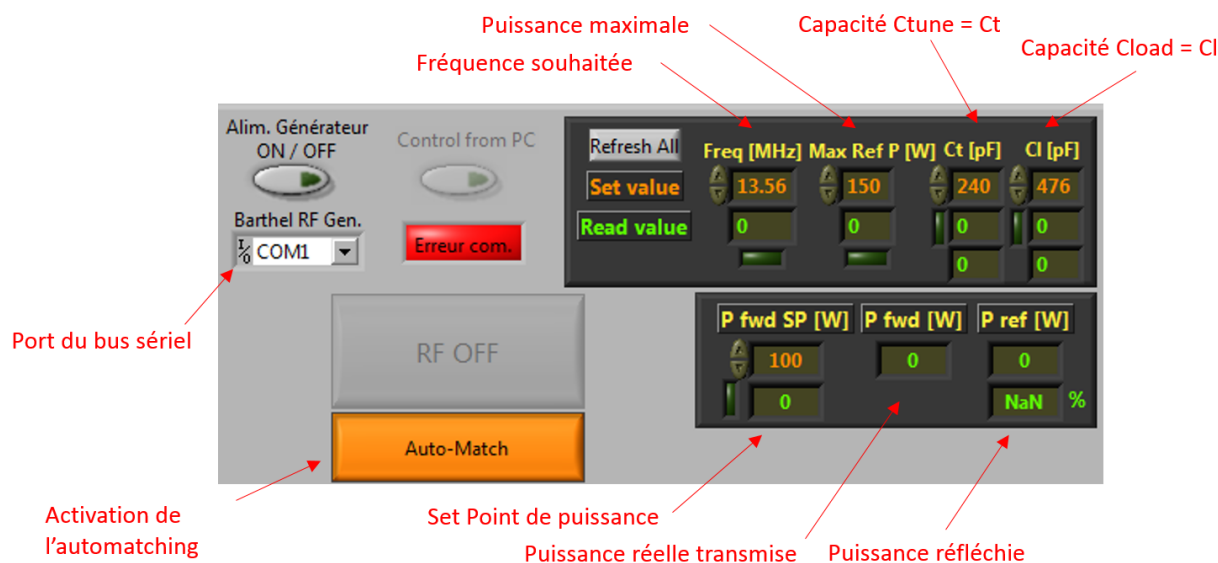 Puissance maximale
Capacité Ctune = Ct
Fréquence souhaitée
Capacité Cload = Cl
Alim. Générateur
ON / OFF
Control from PC
Refresh All
Freq [MHz] Max Ref P [W] Ct [pF] Cl [pF]
Set value 13.56 150 240 476
Barthel RF Gen.
Read value 0 0 0 0
I/O COM1
Erreur com.
0 0
Port du bus sériel
P fwd SP [W] P fwd [W] P ref [W]
RF OFF
100 0 0
0 NaN %
Auto-Match
Activation de
l'automatching
Set Point de puissance
Puissance réelle transmise
Puissance réfléchie